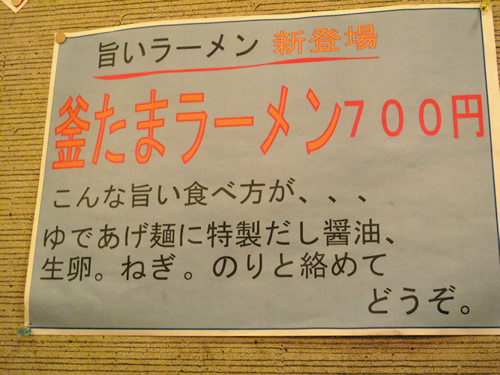 旨いラーメン 新登場
釜たまラーメン７００円
こんな旨い食べ方が、、、
ゆであげ麺に特製だし醤油、
生卵。ねぎ。のりと絡めて
どうぞ。